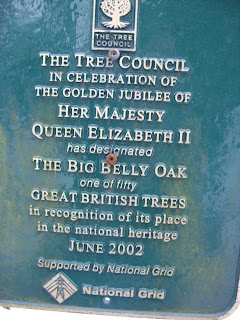 THE TREE
COUNCIL
THE TREE COUNCIL
IN CELEBRATION OF
THE GOLDEN JUBILEE OF
HER MAJESTY
QUEEN ELIZABETH II
has designated
THE BIG BELLY OAK
one of fifty
GREAT BRITISH TREES
in recognition of its place
in the national heritage
JUNE 2002
Supported by National Grid
National Grid